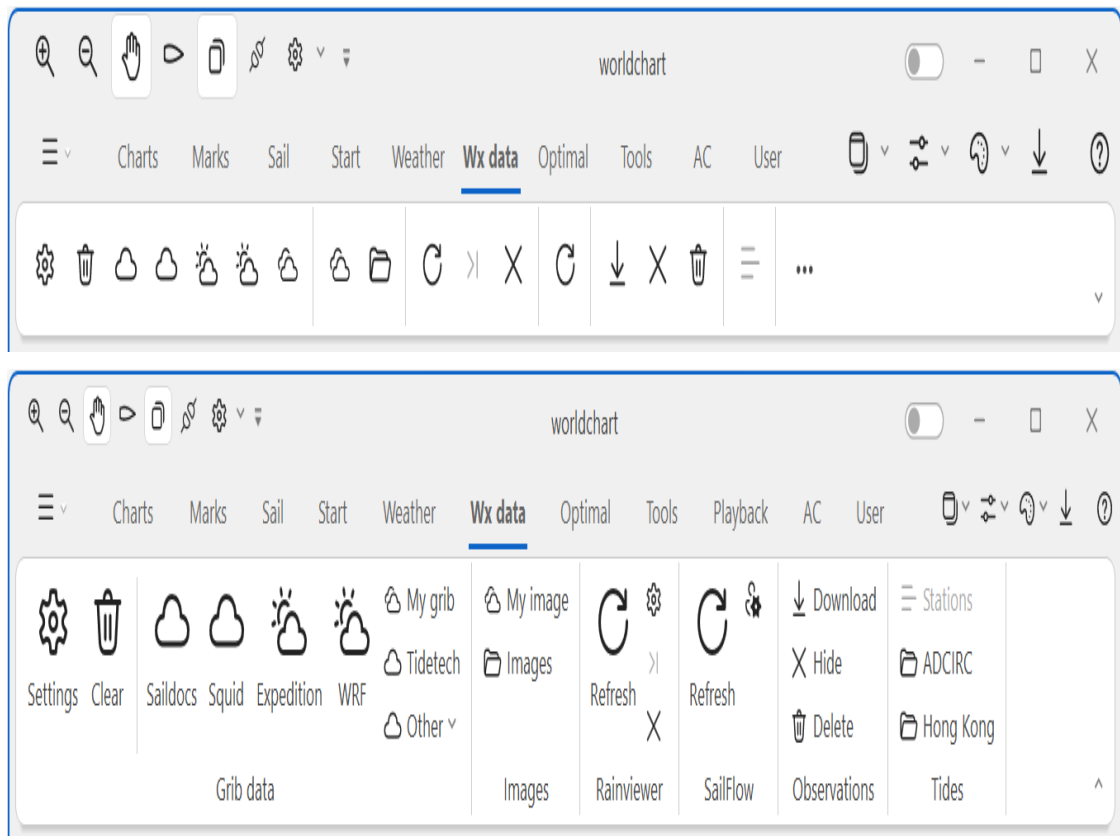 worldchart
Charts Marks Sail Start Weather Wx data Optimal Tools AC User
worldchart
Charts Marks Sail Start Weather Wx data Optimal Tools Playback AC User
My grib My image Download Stations
Tidetech Images Hide ADCIRC
Settings Clear Saildocs Squid Expedition WRF Refresh Refresh
Other Delete Hong Kong
Grib data Images Rainviewer SailFlow Observations Tides